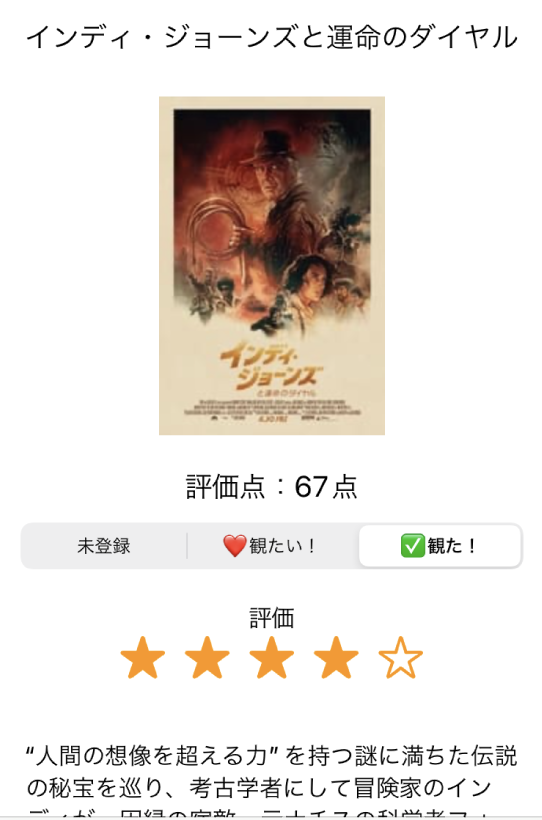 インディ・ジョーンズと運命のダイヤル
インディ・
ジョーンズ
と運命のダイヤル
評価点：67点
未登録
❤️観たい！
✅観た！
評価
“人間の想像を超える力” を持つ謎に満ちた伝説
の秘宝を巡り、考古学者にして冒険家のイン